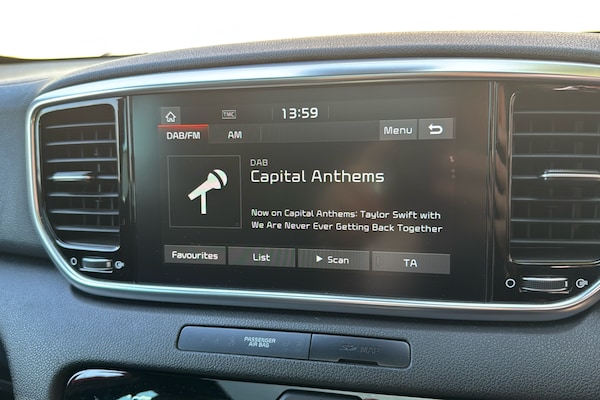 TMC
13:59
DAB/FM
AM
Menu
DAB
Capital Anthems
Now on Capital Anthems: Taylor Swift with
We Are Never Ever Getting Back Together
Favourites
List
Scan
TA
PASSENGER
AIR BAG